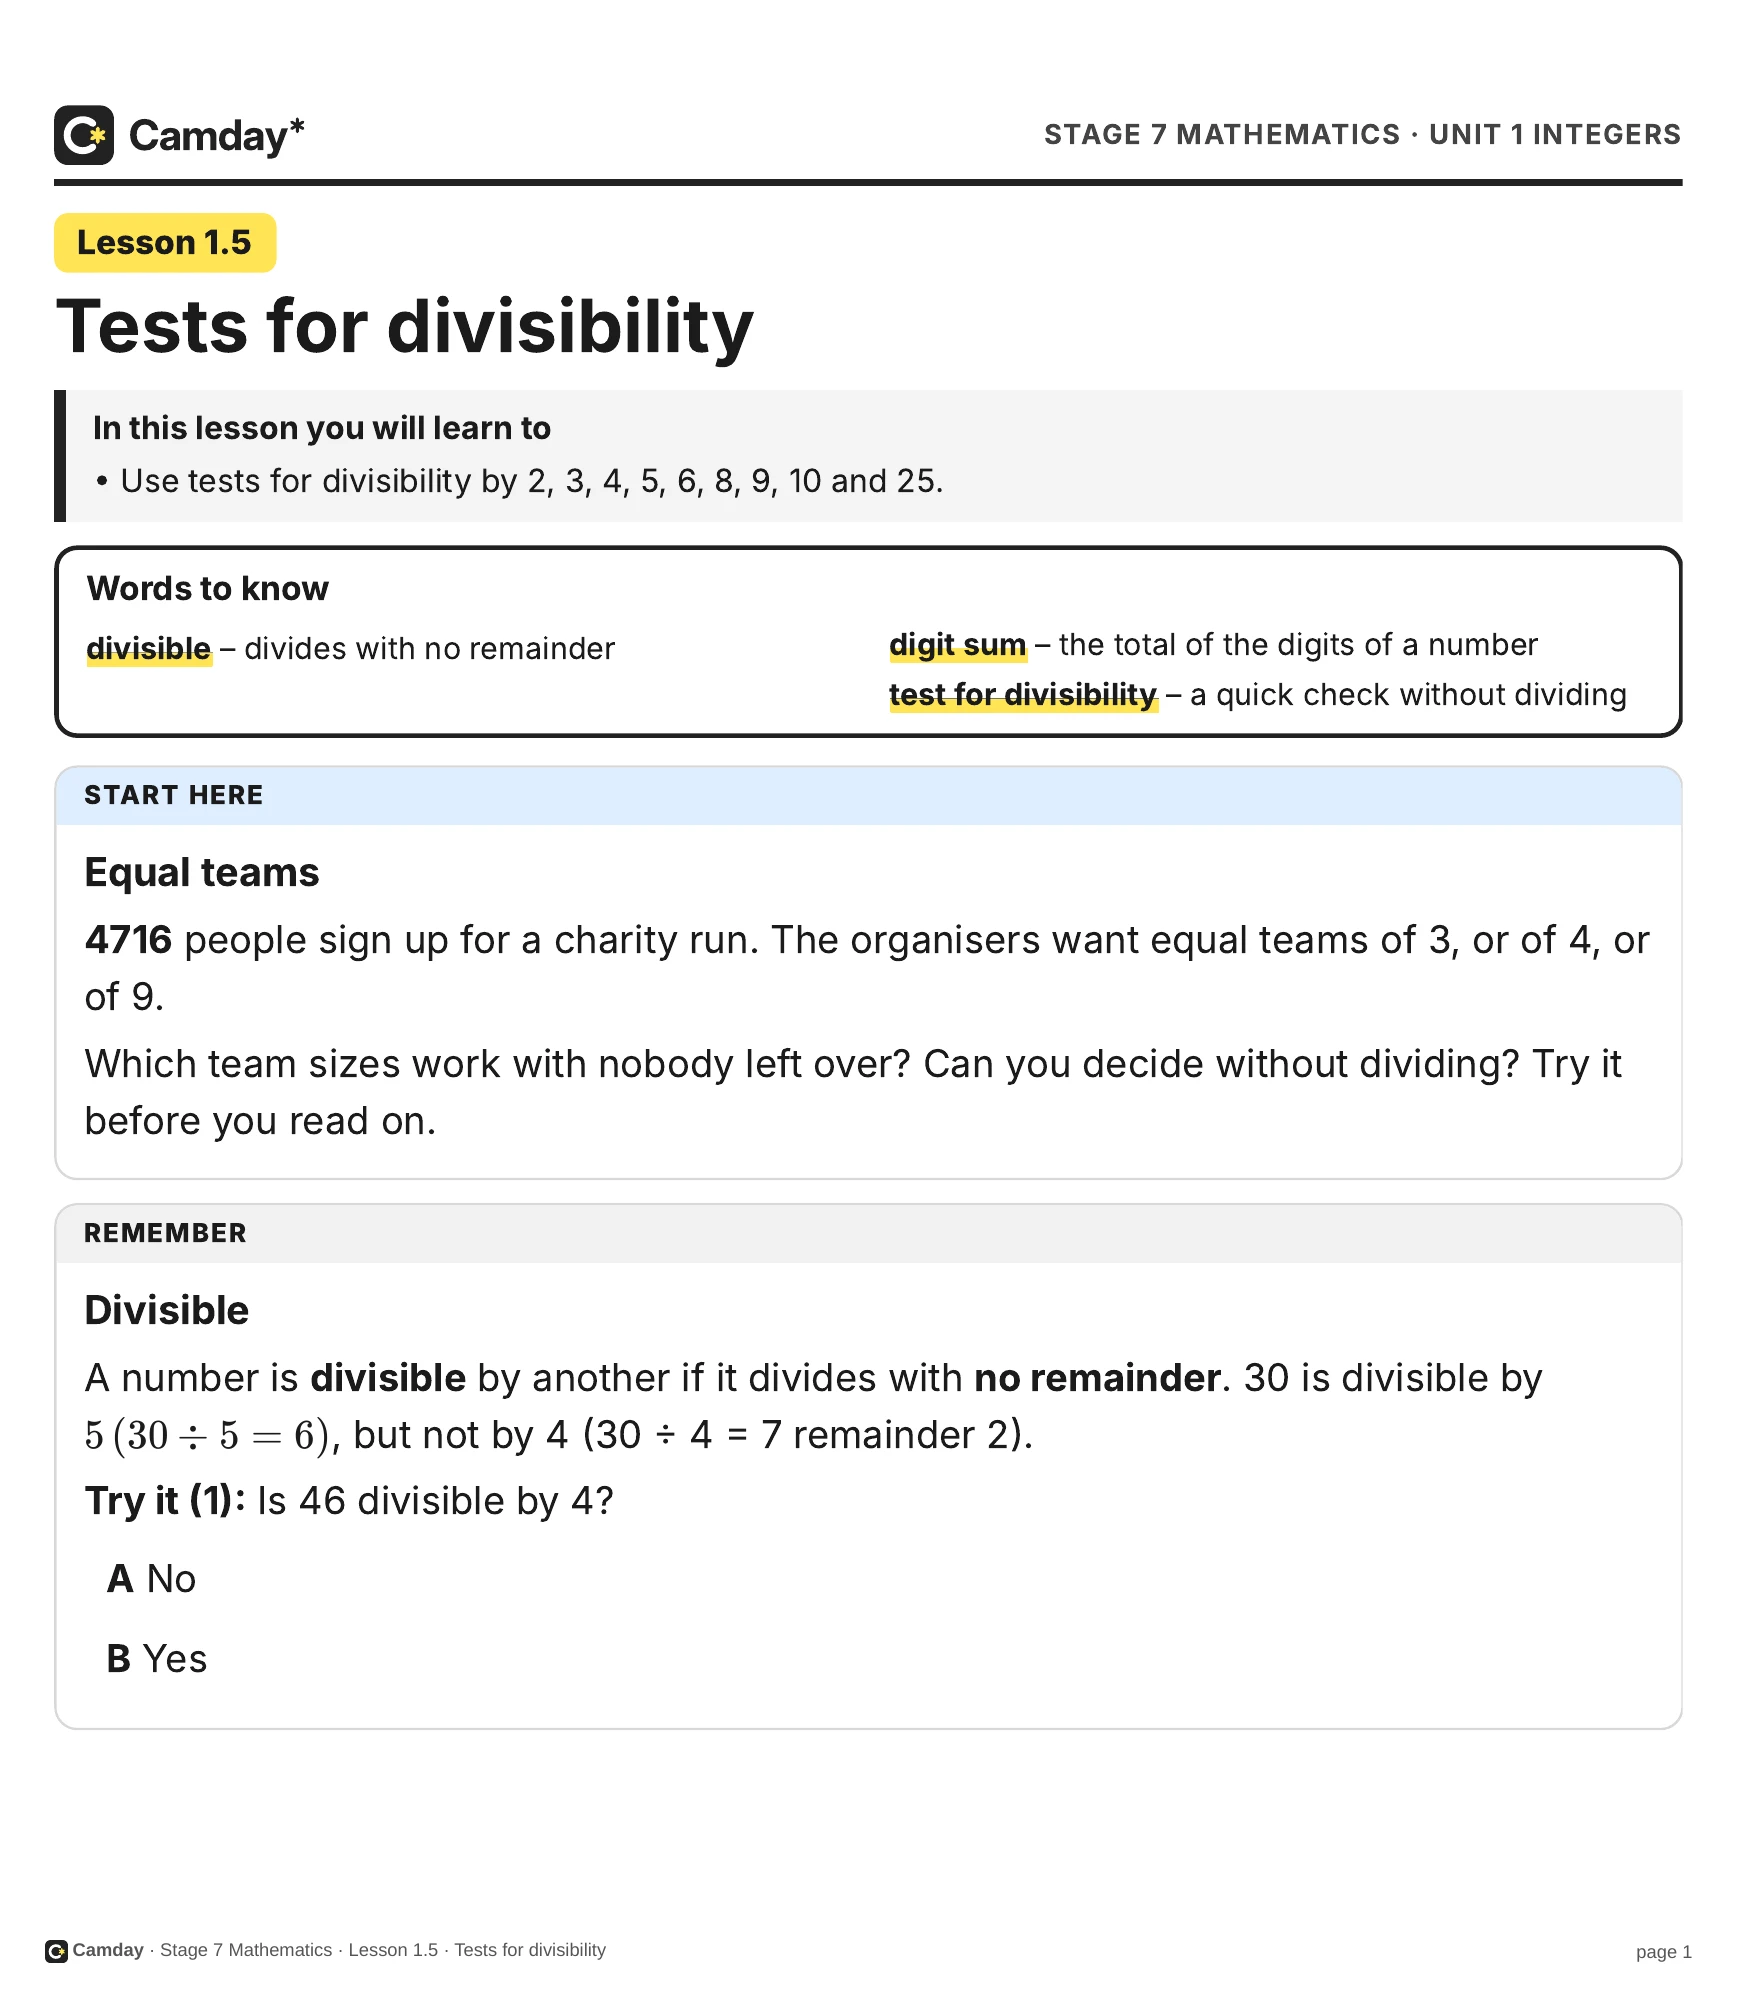 Camday*
STAGE 7 MATHEMATICS · UNIT 1 INTEGERS
Lesson 1.5
Tests for divisibility
In this lesson you will learn to
• Use tests for divisibility by 2, 3, 4, 5, 6, 8, 9, 10 and 25.
Words to know
divisible – divides with no remainder
digit sum – the total of the digits of a number
test for divisibility – a quick check without dividing
START HERE
Equal teams
4716 people sign up for a charity run. The organisers want equal teams of 3, or of 4, or
of 9.
Which team sizes work with nobody left over? Can you decide without dividing? Try it
before you read on.
REMEMBER
Divisible
A number is divisible by another if it divides with no remainder. 30 is divisible by
5 (30 ÷ 5 = 6), but not by 4 (30 ÷ 4 = 7 remainder 2).
Try it (1): Is 46 divisible by 4?
A No
B Yes
Camday · Stage 7 Mathematics · Lesson 1.5 · Tests for divisibility
page 1